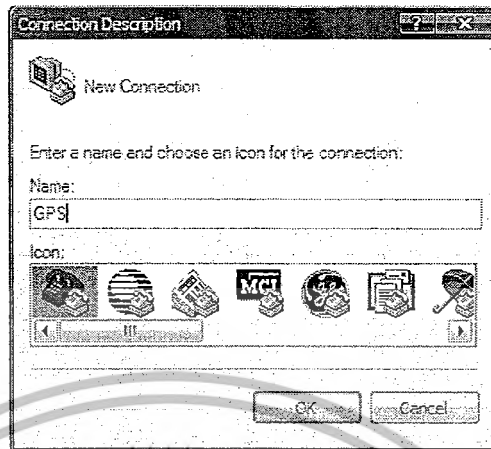 Connection Description
New Connection
Enter a name and choose an icon for the connection:
Name:
GPS
Icon:
MCI
OK
Cancel